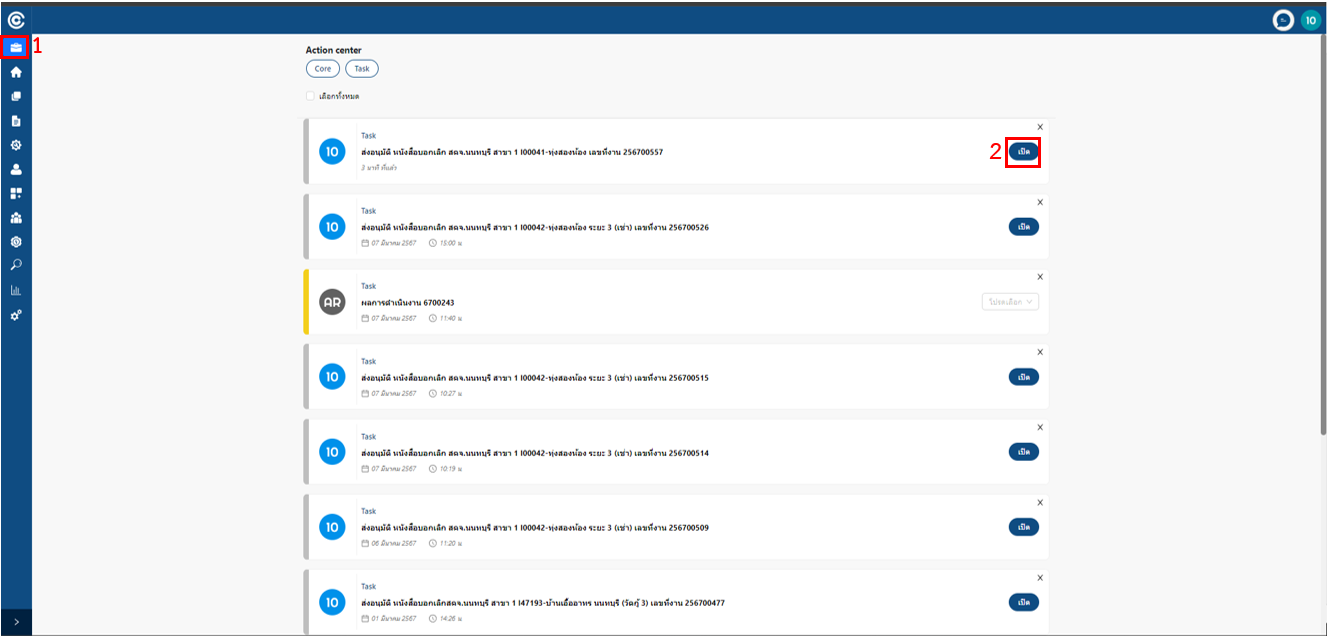 10
1
Action center
Core Task
เลือกทั้งหมด
X
Task
10
ส่งอนุมัติ หนังสือบอกเลิก สคจ.นนทบุรี สาขา 1 I00041-ทุ่งสองห้อง เลขที่งาน 256700557
2
เปิด
3 นาที ที่แล้ว
X
Task
10
ส่งอนุมัติ หนังสือบอกเลิก สคจ.นนทบุรี สาขา 1 I00042-ทุ่งสองห้อง ระยะ 3 (เช่า) เลขที่งาน 256700526
เปิด
07 มีนาคม 2567 15:00 น
X
Task
AR
ผลการดำเนินงาน 6700243
โปรดเลือก
07 มีนาคม 2567 11:40 น
X
Task
10
ส่งอนุมัติ หนังสือบอกเลิก สคจ.นนทบุรี สาขา 1 I00042-ทุ่งสองห้อง ระยะ 3 (เช่า) เลขที่งาน 256700515
เปิด
07 มีนาคม 2567 10:27 น
X
Task
10
ส่งอนุมัติ หนังสือบอกเลิก สคจ.นนทบุรี สาขา 1 I00042-ทุ่งสองห้อง ระยะ 3 (เช่า) เลขที่งาน 256700514
เปิด
07 มีนาคม 2567 10:19 น
X
Task
10
ส่งอนุมัติ หนังสือบอกเลิก สคจ.นนทบุรี สาขา 1 I00042-ทุ่งสองห้อง ระยะ 3 (เช่า) เลขที่งาน 256700509
เปิด
06 มีนาคม 2567 11:20 น
X
Task
10
ส่งอนุมัติ หนังสือบอกเลิกสคจ.นนทบุรี สาขา 1 I47193-บ้านเอื้ออาทร นนทบุรี (วัดกู้ 3) เลขที่งาน 256700477
เปิด
01 มีนาคม 2567 14:26 น